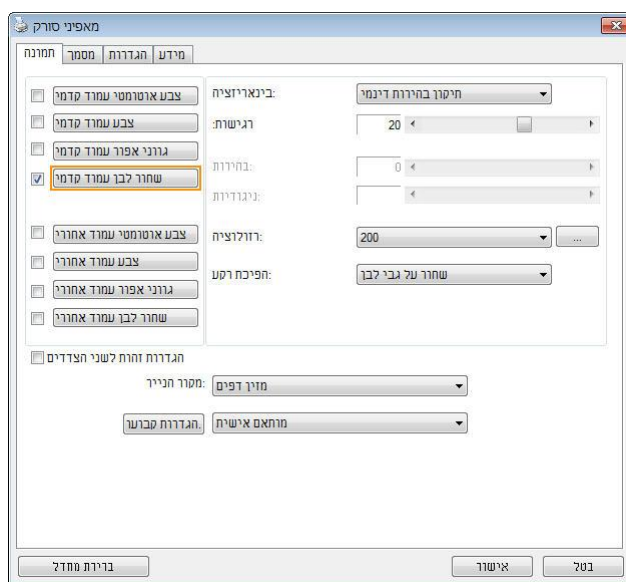 מאפיני סורק
תמונה
מסמך
הגדרות
מידע
צבע אוטומטי עמוד קדמי
צבע עמוד קדמי
גווני אפור עמוד קדמי
שחור לבן עמוד קדמי
צבע אוטומטי עמוד אחורי
צבע עמוד אחורי
גווני אפור עמוד אחורי
שחור לבן עמוד אחורי
בינאריזציה:
תיקון בהירות דינמי
רגישות:
20
בהירות:
0
ניגודיות:
רזולוציה:
200
...
הפיכת רקע:
שחור על גבי לבן
הגדרות זהות לשני הצדדים
מקור הנייר:
מזין דפים
הגדרות קבועו.
מותאם אישית
ברירת מחדל
אישור
בטל